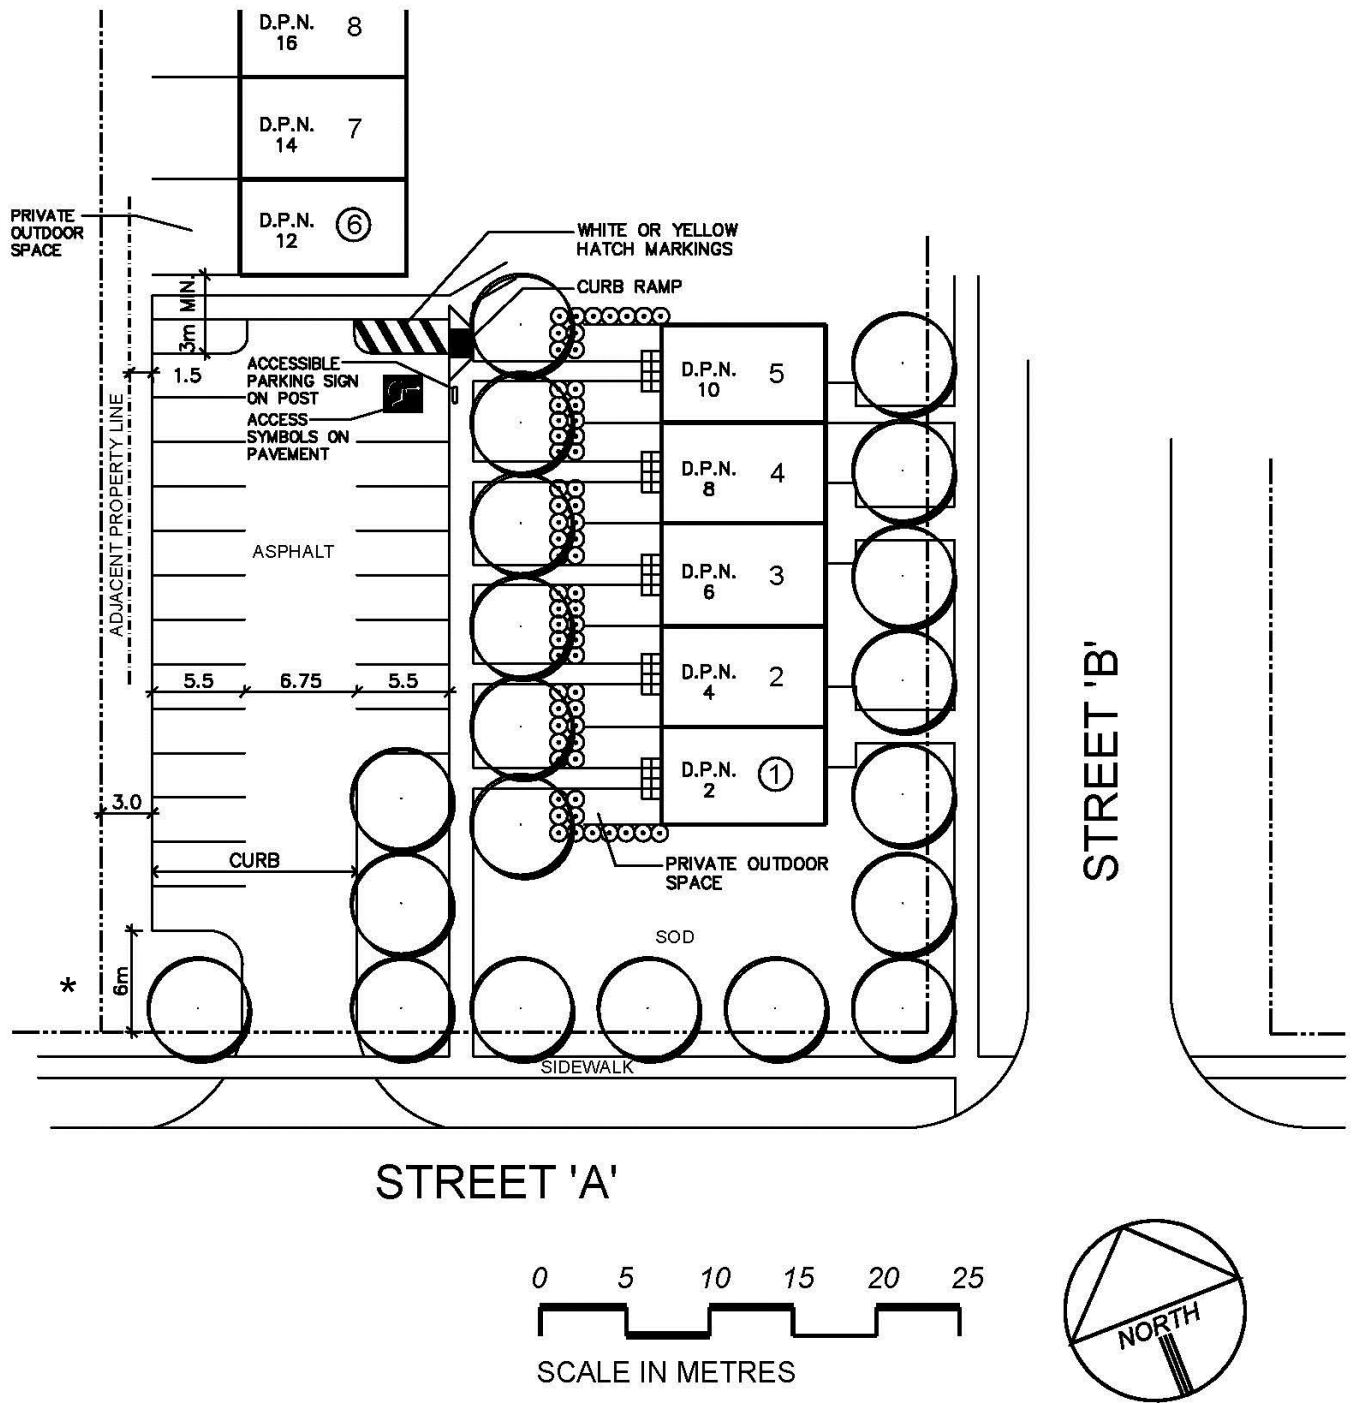 D.P.N. 8
16
D.P.N. 7
14
D.P.N. 6
12
PRIVATE
OUTDOOR
SPACE
WHITE OR YELLOW
HATCH MARKINGS
CURB RAMP
3m MIN.
1.5
ACCESSIBLE
PARKING SIGN
ON POST
ACCESS
SYMBOLS ON
PAVEMENT
ADJACENT PROPERTY LINE
ASPHALT
D.P.N. 5
10
D.P.N. 4
8
D.P.N. 3
6
D.P.N. 2
4
D.P.N. 1
2
5.5 6.75 5.5
3.0
CURB
PRIVATE OUTDOOR
SPACE
SOD
*
6m
SIDEWALK
STREET 'B'
STREET 'A'
0 5 10 15 20 25
SCALE IN METRES
NORTH